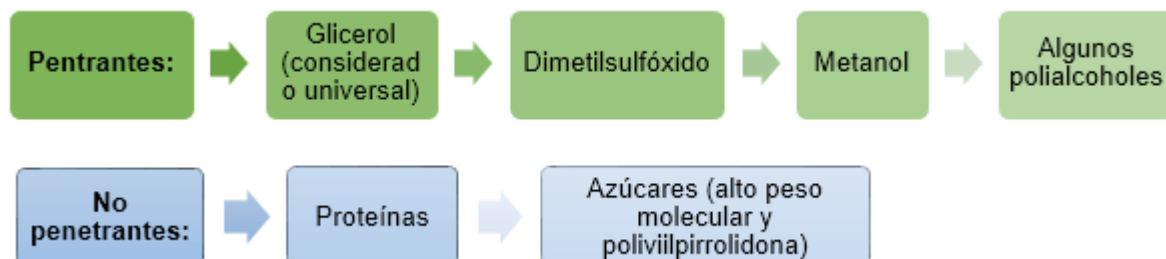 Pentrantes:
Glicerol
(considerad
o universal)
Dimetilsulfóxido
Metanol
Algunos
polialcoholes
No
penetrantes:
Proteínas
Azúcares (alto peso
molecular y
poliviilpirrolidona)